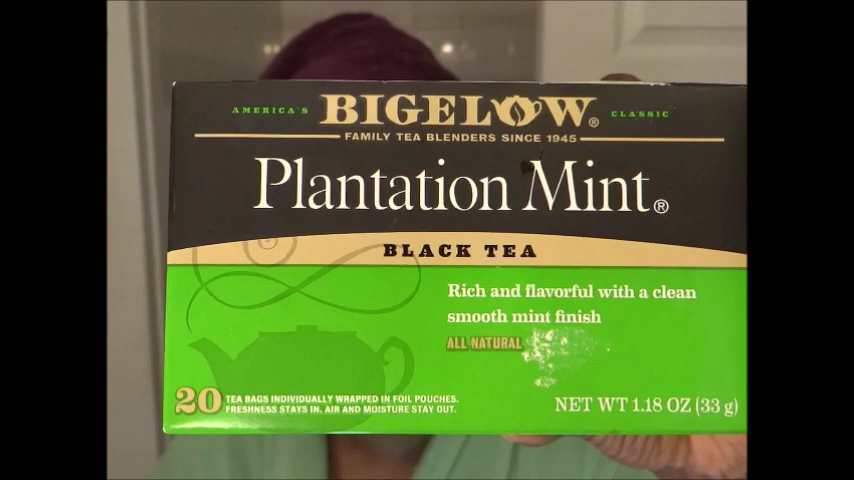 AMERICA'S BIGELOW® CLASSIC
FAMILY TEA BLENDERS SINCE 1945
Plantation Mint®
BLACK TEA
Rich and flavorful with a clean
smooth mint finish
ALL NATURAL
20 TEA BAGS INDIVIDUALLY WRAPPED IN FOIL POUCHES.
FRESHNESS STAYS IN. AIR AND MOISTURE STAY OUT.
NET WT 1.18 OZ (33 g)